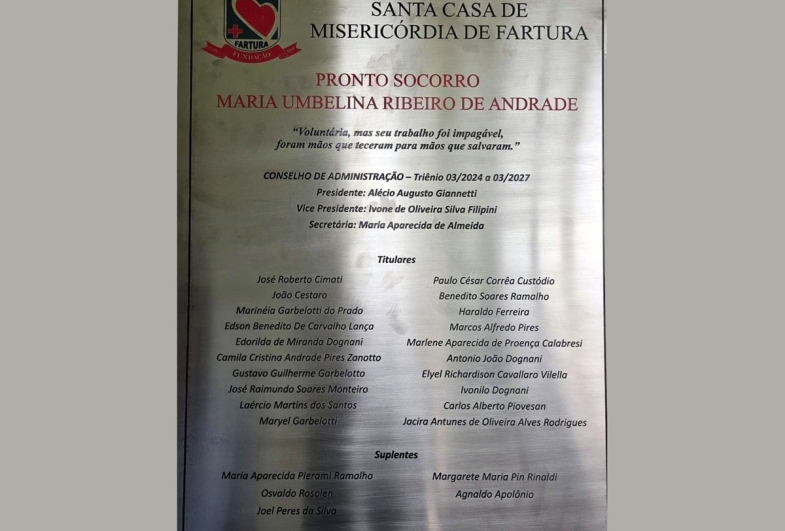 FARTURA
FUNDAÇÃO
SANTA CASA DE
MISERICÓRDIA DE FARTURA
PRONTO SOCORRO
MARIA UMBELINA RIBEIRO DE ANDRADE
“Voluntária, mas seu trabalho foi impagável,
foram mãos que teceram para mãos que salvaram.”
CONSELHO DE ADMINISTRAÇÃO – Triênio 03/2024 a 03/2027
Presidente: Alécio Augusto Giannetti
Vice Presidente: Ivone de Oliveira Silva Filipini
Secretária: Maria Aparecida de Almeida
Titulares
José Roberto Cimati
João Cestaro
Marinéia Garbelotti do Prado
Edson Benedito De Carvalho Lança
Edorilda de Miranda Dognani
Camila Cristina Andrade Pires Zanotto
Gustavo Guilherme Garbelotto
José Raimundo Soares Monteiro
Laércio Martins dos Santos
Maryel Garbelotti
Paulo César Corrêa Custódio
Benedito Soares Ramalho
Haraldo Ferreira
Marcos Alfredo Pires
Marlene Aparecida de Proença Calabresi
Antonio João Dognani
Elyel Richardison Cavallaro Vilella
Ivonilo Dognani
Carlos Alberto Piovesan
Jacira Antunes de Oliveira Alves Rodrigues
Suplentes
Maria Aparecida Pierami Ramalho
Osvaldo Rosolen
Joel Peres da Silva
Margarete Maria Pin Rinaldi
Agnaldo Apolônio